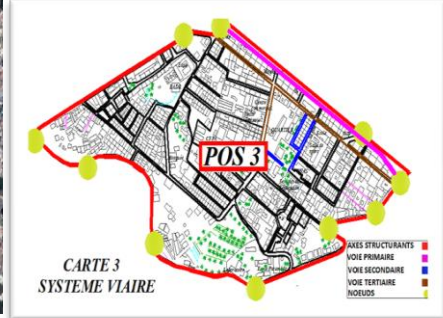 POS 3
CARTE 3
SYSTEME VIAIRE
AXES STRUCTURANTS
VOIE PRIMAIRE
VOIE SECONDAIRE
VOIE TERTIAIRE
NOEUDS